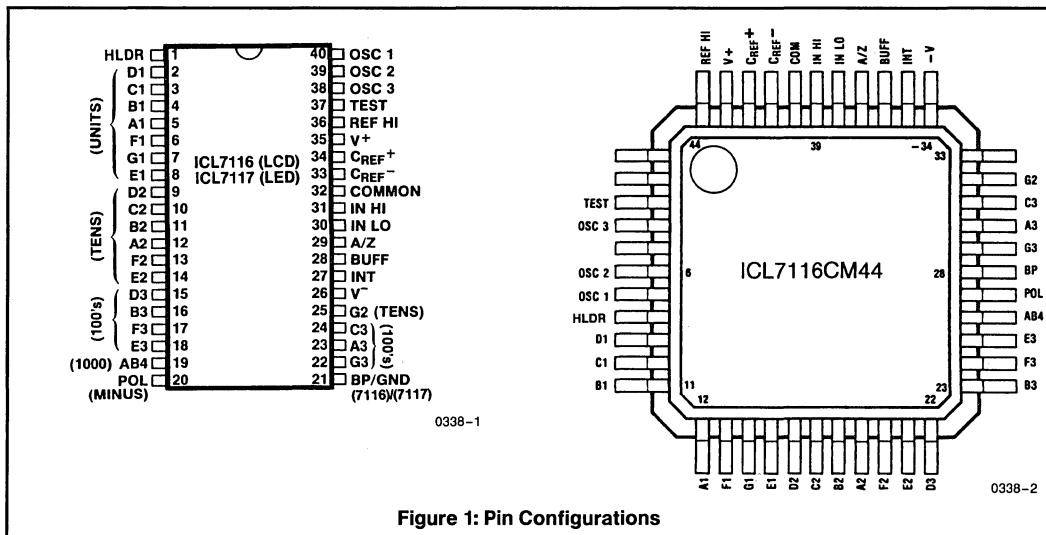 HLDR 1
D1 2
C1 3
B1 4
A1 5
F1 6
G1 7
E1 8
D2 9
C2 10
B2 11
A2 12
F2 13
E2 14
D3 15
B3 16
F3 17
E3 18
(1000) AB4 19
POL 20
(MINUS)
(UNITS)
(TENS)
(100's)
ICL7116 (LCD)
ICL7117 (LED)
40 OSC 1
39 OSC 2
38 OSC 3
37 TEST
36 REF HI
35 V+
34 CREF+
33 CREF-
32 COMMON
31 IN HI
30 IN LO
29 A/Z
28 BUFF
27 INT
26 V-
25 G2 (TENS)
24 C3
23 A3
22 G3
(100's)
21 BP/GND
(7116)/(7117)
0338-1
REF HI
V+
CREF+
CREF-
COM
IN HI
IN LO
A/Z
BUFF
INT
-V
44 39 -34
33
TEST
OSC 3
OSC 2
OSC 1
HLDR
D1
C1
B1
6 ICL7116CM44 28
G2
C3
A3
G3
BP
POL
AB4
E3
F3
B3
11 23
12 22
A1
F1
G1
E1
D2
C2
B2
A2
F2
E2
D3
0338-2
Figure 1: Pin Configurations